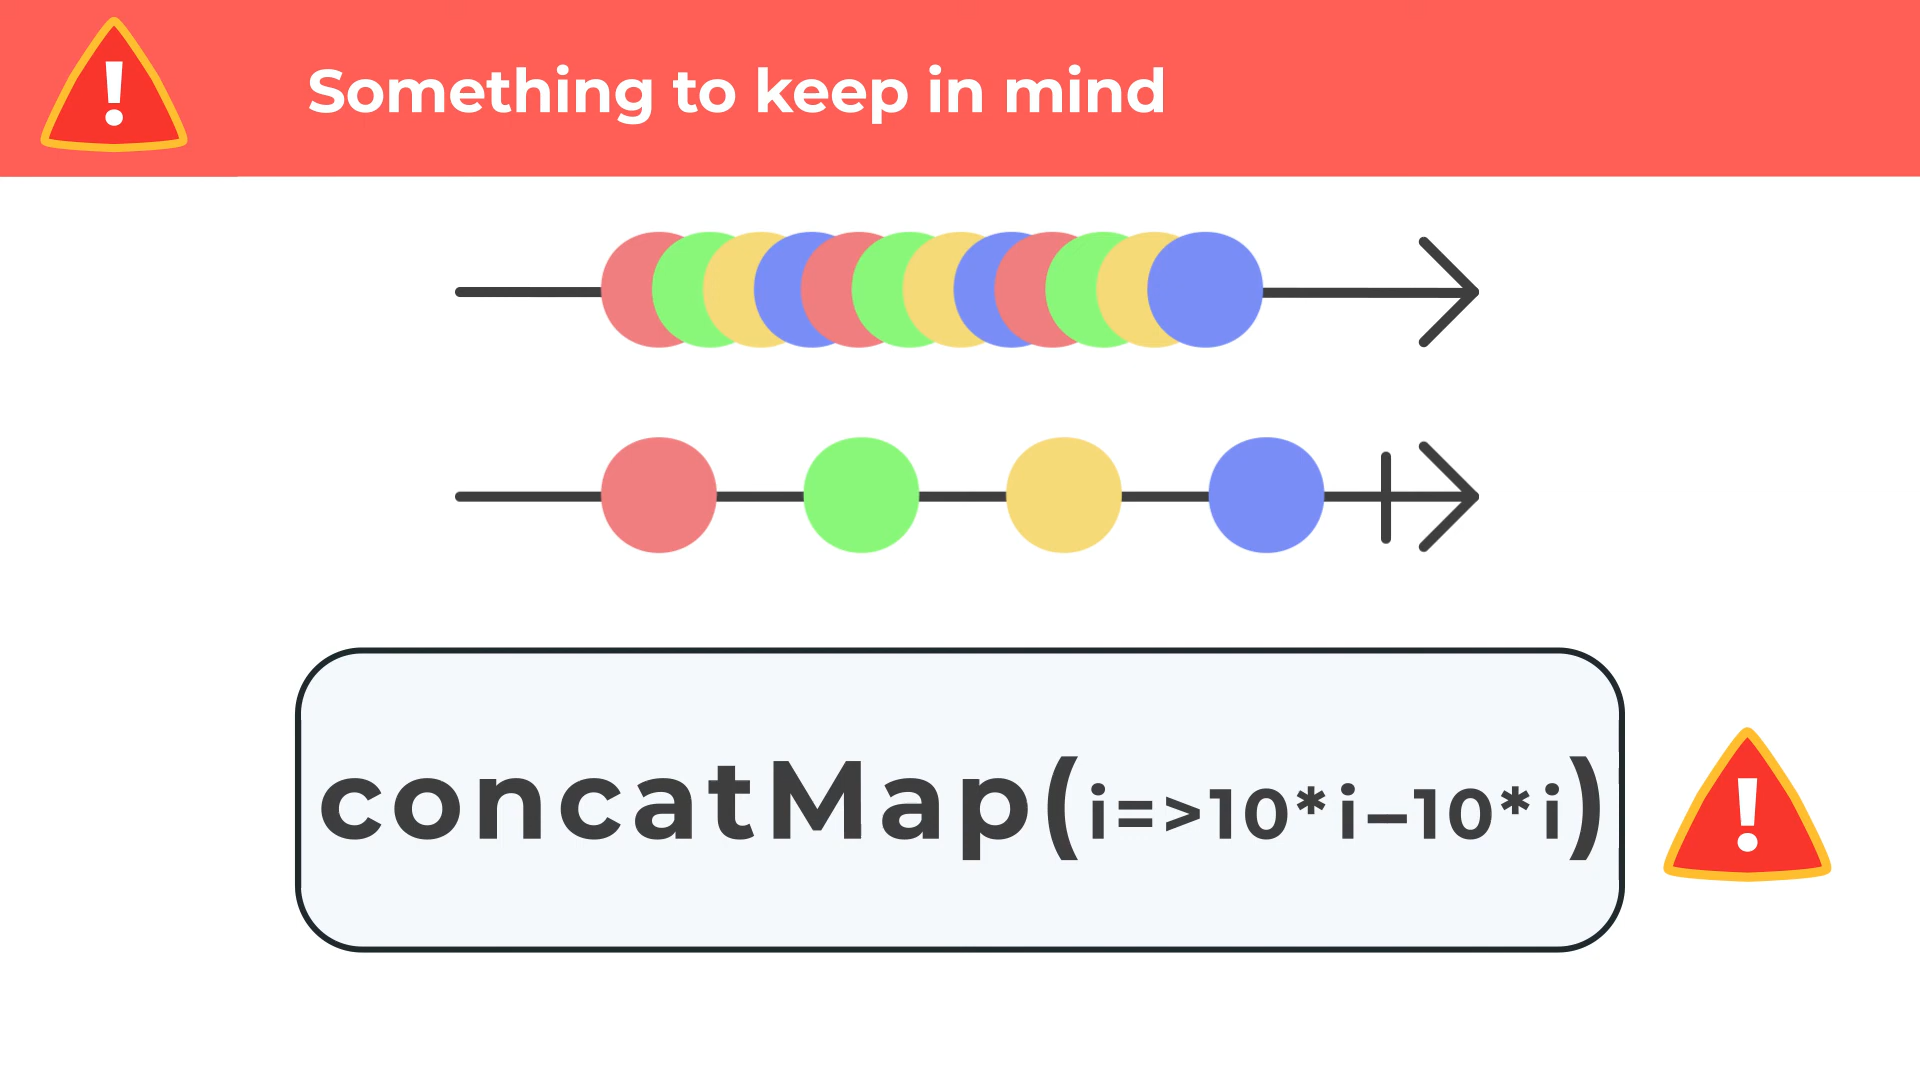 !
Something to keep in mind
concatMap(i=>10*i–10*i)
!